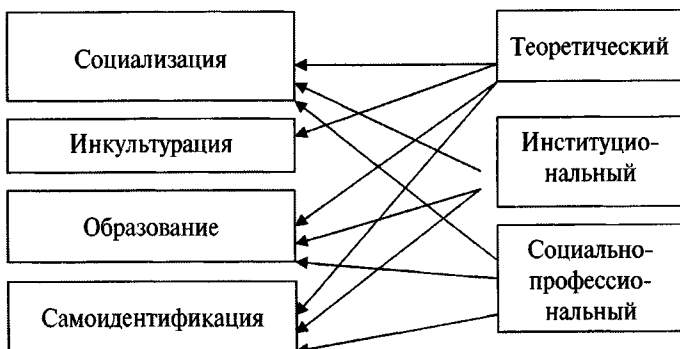 Социализация
Инкультурация
Образование
Самоидентификация
Теоретический
Институцио-
нальный
Социально-
профессио-
нальный